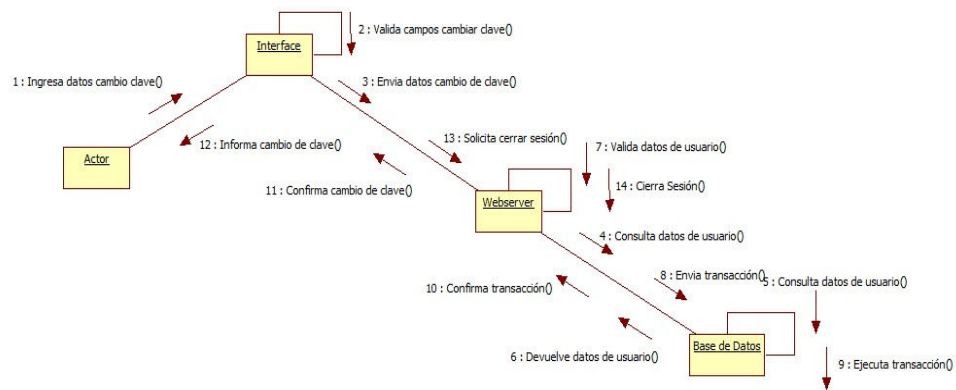 2 : Valida campos cambiar clave()
Interface
1 : Ingresa datos cambio clave()
3 : Envia datos cambio de clave()
12 : Informa cambio de clave()
13 : Solicita cerrar sesión()
7 : Valida datos de usuario()
Actor
11 : Confirma cambio de clave()
14 : Cierra Sesión()
Webserver
4 : Consulta datos de usuario()
8 : Envia transacción()
5 : Consulta datos de usuario()
10 : Confirma transacción()
Base de Datos
6 : Devuelve datos de usuario()
9 : Ejecuta transacción()